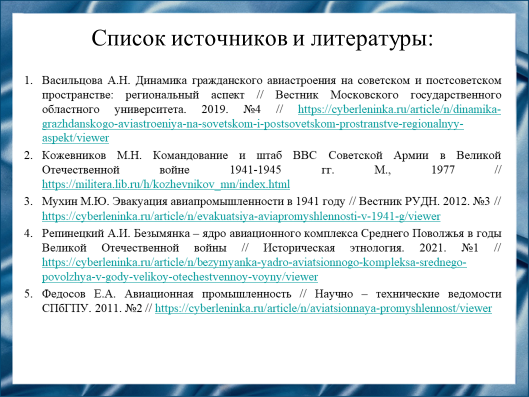 Список источников и литературы:
1. Васильцова А.Н. Динамика гражданского авиастроения на советском и постсоветском
пространстве: региональный аспект // Вестник Московского государственного
областного университета. 2019. №4 // https://cyberleninka.ru/article/n/dinamika-
grazhdanskogo-aviastroeniya-na-sovetskom-i-postsovetskom-prostranstve-regionalnyy-
aspekt/viewer
2. Кожевников М.Н. Командование и штаб ВВС Советской Армии в Великой
Отечественной войне 1941-1945 гг. М., 1977 //
https://militera.lib.ru/h/kozhevnikov_mn/index.html
3. Мухин М.Ю. Эвакуация авиапромышленности в 1941 году // Вестник РУДН. 2012. №3 //
https://cyberleninka.ru/article/n/evakuatsiya-aviapromyshlennosti-v-1941-g/viewer
4. Репинецкий А.И. Безымянка – ядро авиационного комплекса Среднего Поволжья в годы
Великой Отечественной войны // Историческая этнология. 2021. №1 //
https://cyberleninka.ru/article/n/bezymyanka-yadro-aviatsionnogo-kompleksa-srednego-
povolzhya-v-gody-velikoy-otechestvennoy-voyny/viewer
5. Федосов Е.А. Авиационная промышленность // Научно – технические ведомости
СПбГПУ. 2011. №2 // https://cyberleninka.ru/article/n/aviatsionnaya-promyshlennost/viewer